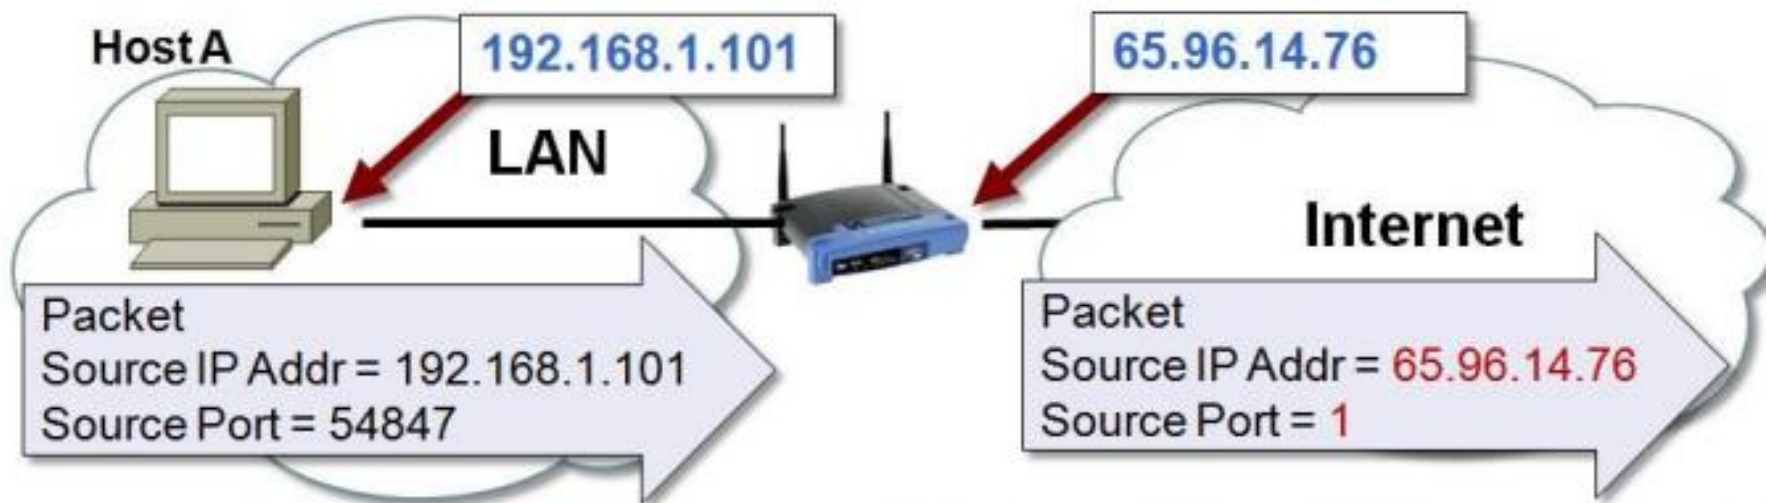 Host A
192.168.1.101
65.96.14.76
LAN
Internet
Packet
Source IP Addr = 192.168.1.101
Source Port = 54847
Packet
Source IP Addr = 65.96.14.76
Source Port = 1